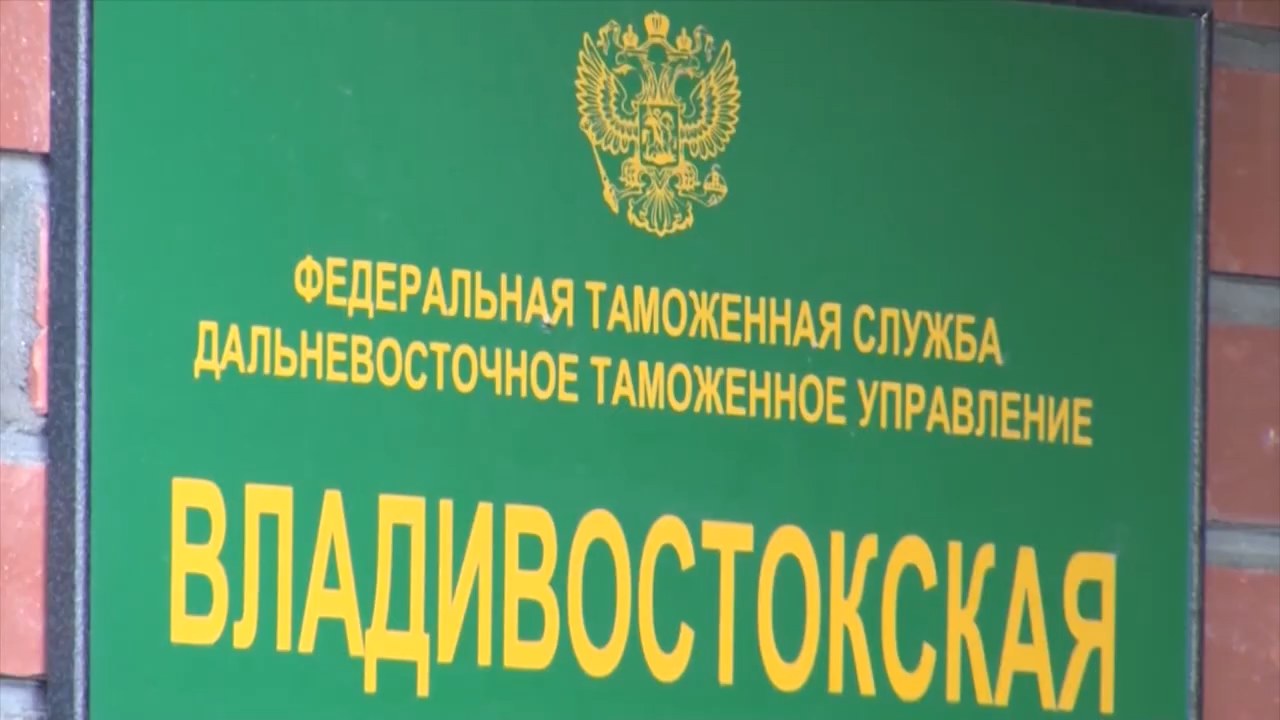 ФЕДЕРАЛЬНАЯ ТАМОЖЕННАЯ СЛУЖБА
ДАЛЬНЕВОСТОЧНОЕ ТАМОЖЕННОЕ УПРАВЛЕНИЕ
ВЛАДИВОСТОКСКАЯ